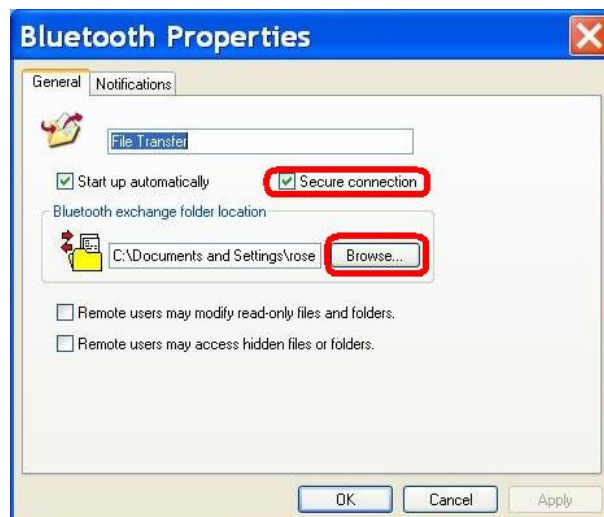 Bluetooth Properties
General Notifications
File Transfer
Start up automatically Secure connection
Bluetooth exchange folder location
C:\Documents and Settings\rose Browse...
Remote users may modify read-only files and folders.
Remote users may access hidden files or folders.
OK Cancel Apply